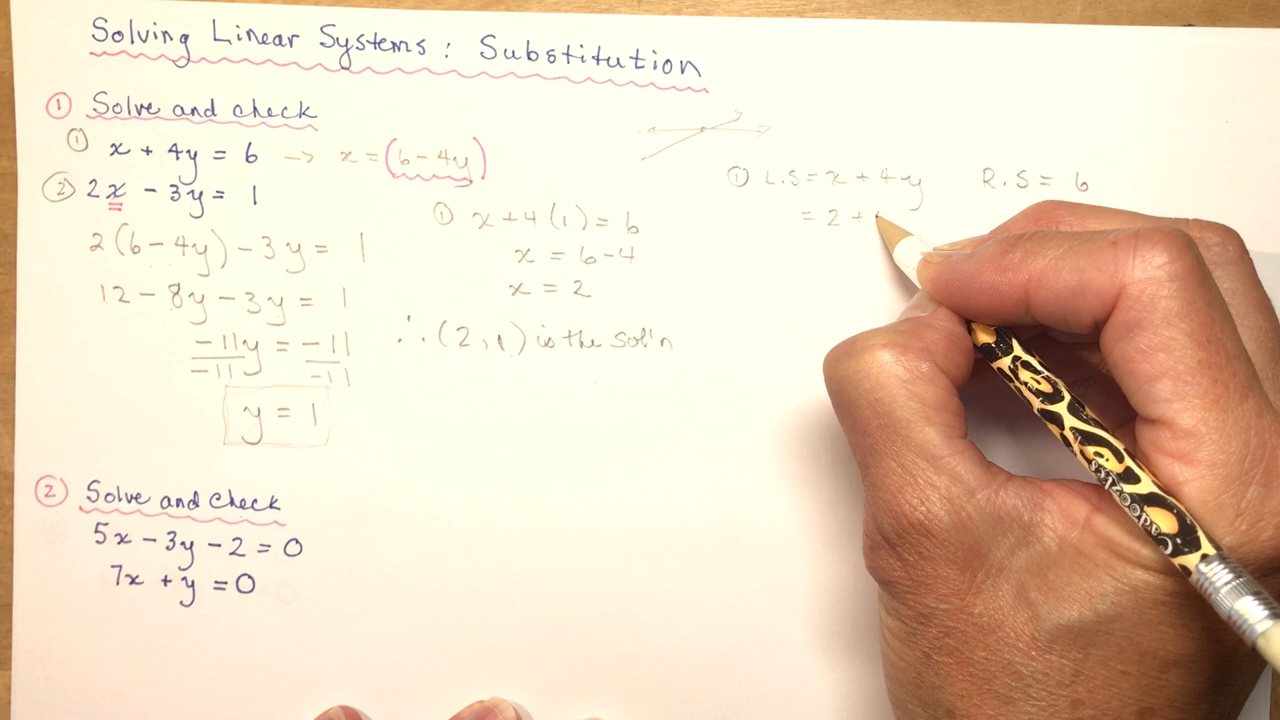 Solving Linear Systems: Substitution
① Solve and check
① x + 4y = 6 -> x = (6 - 4y)
② 2x - 3y = 1
2(6 - 4y) - 3y = 1
12 - 8y - 3y = 1
-11y = -11
-11 -11
y = 1
① x + 4(1) = 6
x = 6 - 4
x = 2
∴ (2, 1) is the sol'n
① L.S = x + 4y R.S = 6
= 2 +
② Solve and check
5x - 3y - 2 = 0
7x + y = 0
Cadoozles